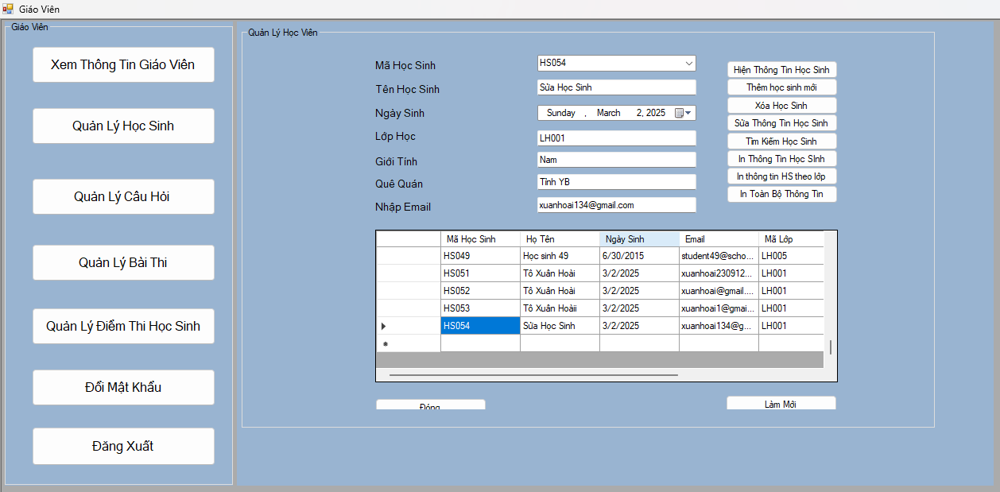 Giáo Viên
Giáo Viên
Xem Thông Tin Giáo Viên
Quản Lý Học Sinh
Quản Lý Câu Hỏi
Quản Lý Bài Thi
Quản Lý Điểm Thi Học Sinh
Đổi Mật Khẩu
Đăng Xuất
Quản Lý Học Viên
Mã Học Sinh HS054
Tên Học Sinh Sửa Học Sinh
Ngày Sinh Sunday , March 2, 2025
Lớp Học LH001
Giới Tính Nam
Quê Quán Tỉnh YB
Nhập Email xuanhoai134@gmail.com
Hiện Thông Tin Học Sinh
Thêm học sinh mới
Xóa Học Sinh
Sửa Thông Tin Học Sinh
Tìm Kiếm Học Sinh
In Thông Tin Học SInh
In thông tin HS theo lớp
In Toàn Bộ Thông Tin
Mã Học Sinh Họ Tên Ngày Sinh Email Mã Lớp
HS049 Học sinh 49 6/30/2015 student49@scho... LH005
HS051 Tô Xuân Hoài 3/2/2025 xuanhoai230912... LH001
HS052 Tô Xuân Hoài 3/2/2025 xuanhoai@gmail.... LH001
HS053 Tô Xuân Hoàii 3/2/2025 xuanhoai1@gmai... LH001
HS054 Sửa Học Sinh 3/2/2025 xuanhoai134@g... LH001
Đóng Làm Mới